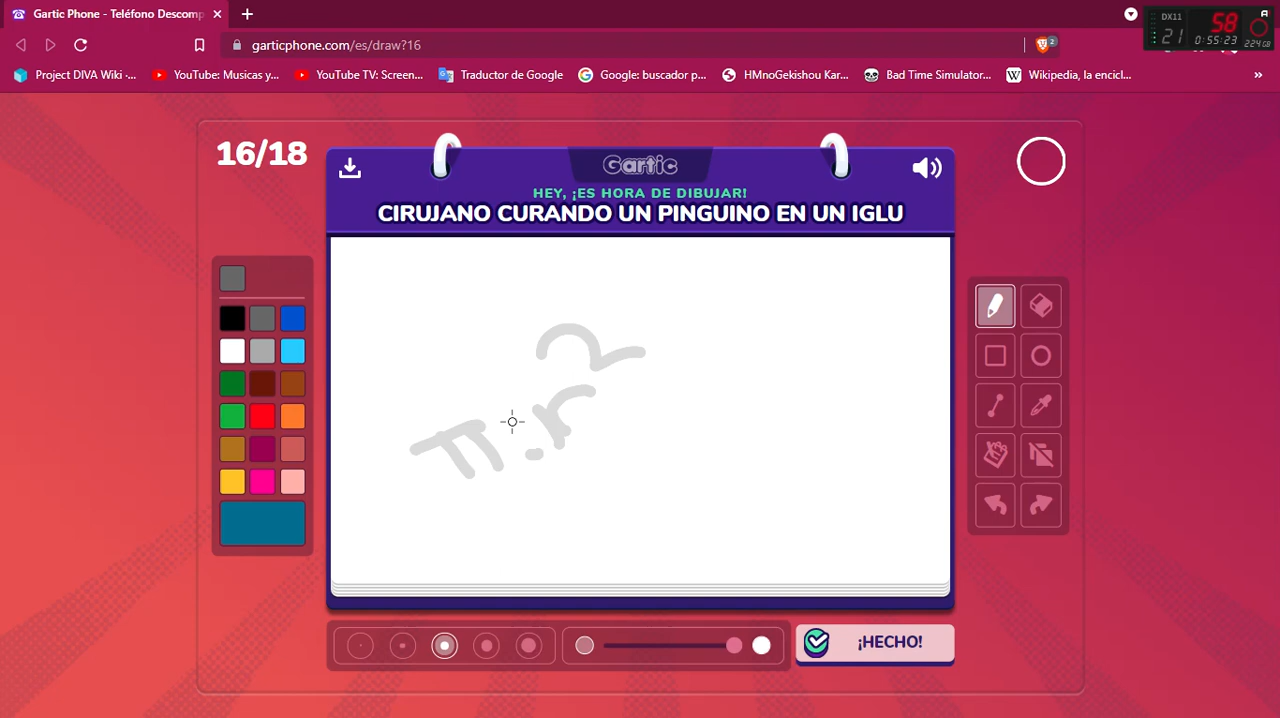 Gartic Phone - Teléfono Descomp
garticphone.com/es/draw?16
2
DX11
58
21
0:55:23
224GB
Project DIVA Wiki -...
YouTube: Musicas y...
YouTube TV: Screen...
Traductor de Google
Google: buscador p...
HMnoGekishou Kar...
Bad Time Simulator...
W Wikipedia, la encicl...
»
16/18
Gartic
HEY, ¡ES HORA DE DIBUJAR!
CIRUJANO CURANDO UN PINGUINO EN UN IGLU
π.r2
¡HECHO!